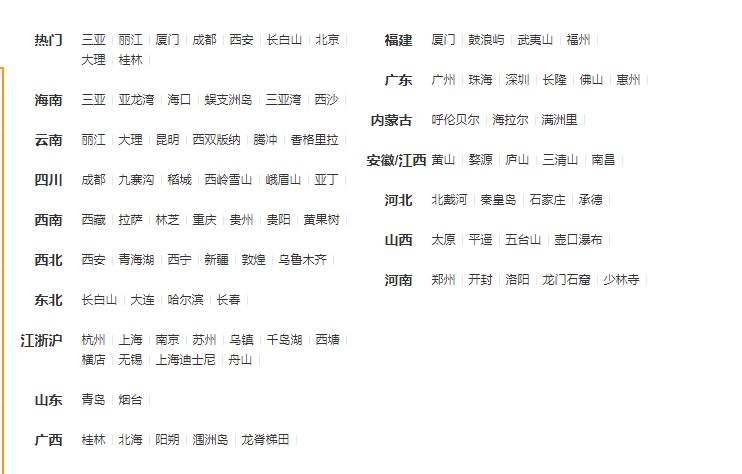 热门 三亚 丽江 厦门 成都 西安 长白山 北京
大理 桂林
海南 三亚 亚龙湾 海口 蜈支洲岛 三亚湾 西沙
云南 丽江 大理 昆明 西双版纳 腾冲 香格里拉
四川 成都 九寨沟 稻城 西岭雪山 峨眉山 亚丁
西南 西藏 拉萨 林芝 重庆 贵州 贵阳 黄果树
西北 西安 青海湖 西宁 新疆 敦煌 乌鲁木齐
东北 长白山 大连 哈尔滨 长春
江浙沪 杭州 上海 南京 苏州 乌镇 千岛湖 西塘
横店 无锡 上海迪士尼 舟山
山东 青岛 烟台
广西 桂林 北海 阳朔 涠洲岛 龙脊梯田
福建 厦门 鼓浪屿 武夷山 福州
广东 广州 珠海 深圳 长隆 佛山 惠州
内蒙古 呼伦贝尔 海拉尔 满洲里
安徽/江西 黄山 婺源 庐山 三清山 南昌
河北 北戴河 秦皇岛 石家庄 承德
山西 太原 平遥 五台山 壶口瀑布
河南 郑州 开封 洛阳 龙门石窟 少林寺